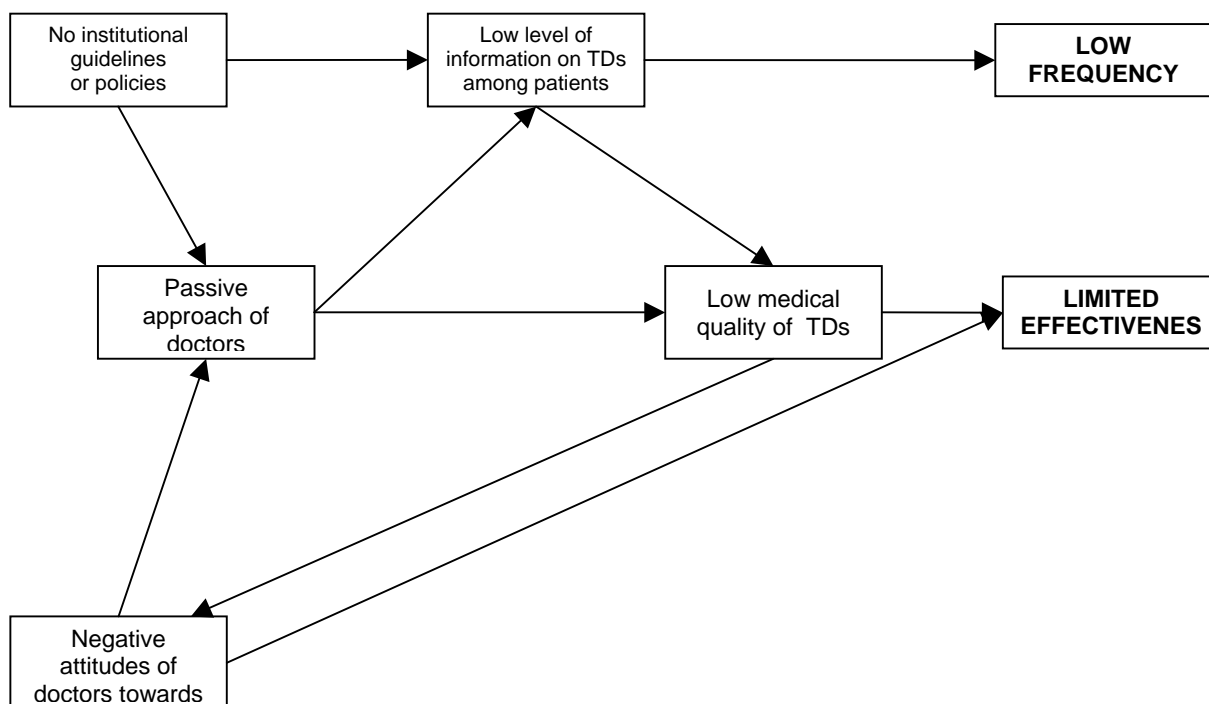 No institutional
guidelines
or policies
Low level of
information on TDs
among patients
LOW
FREQUENCY
Passive
approach of
doctors
Low medical
quality of TDs
LIMITED
EFFECTIVENES
Negative
attitudes of
doctors towards